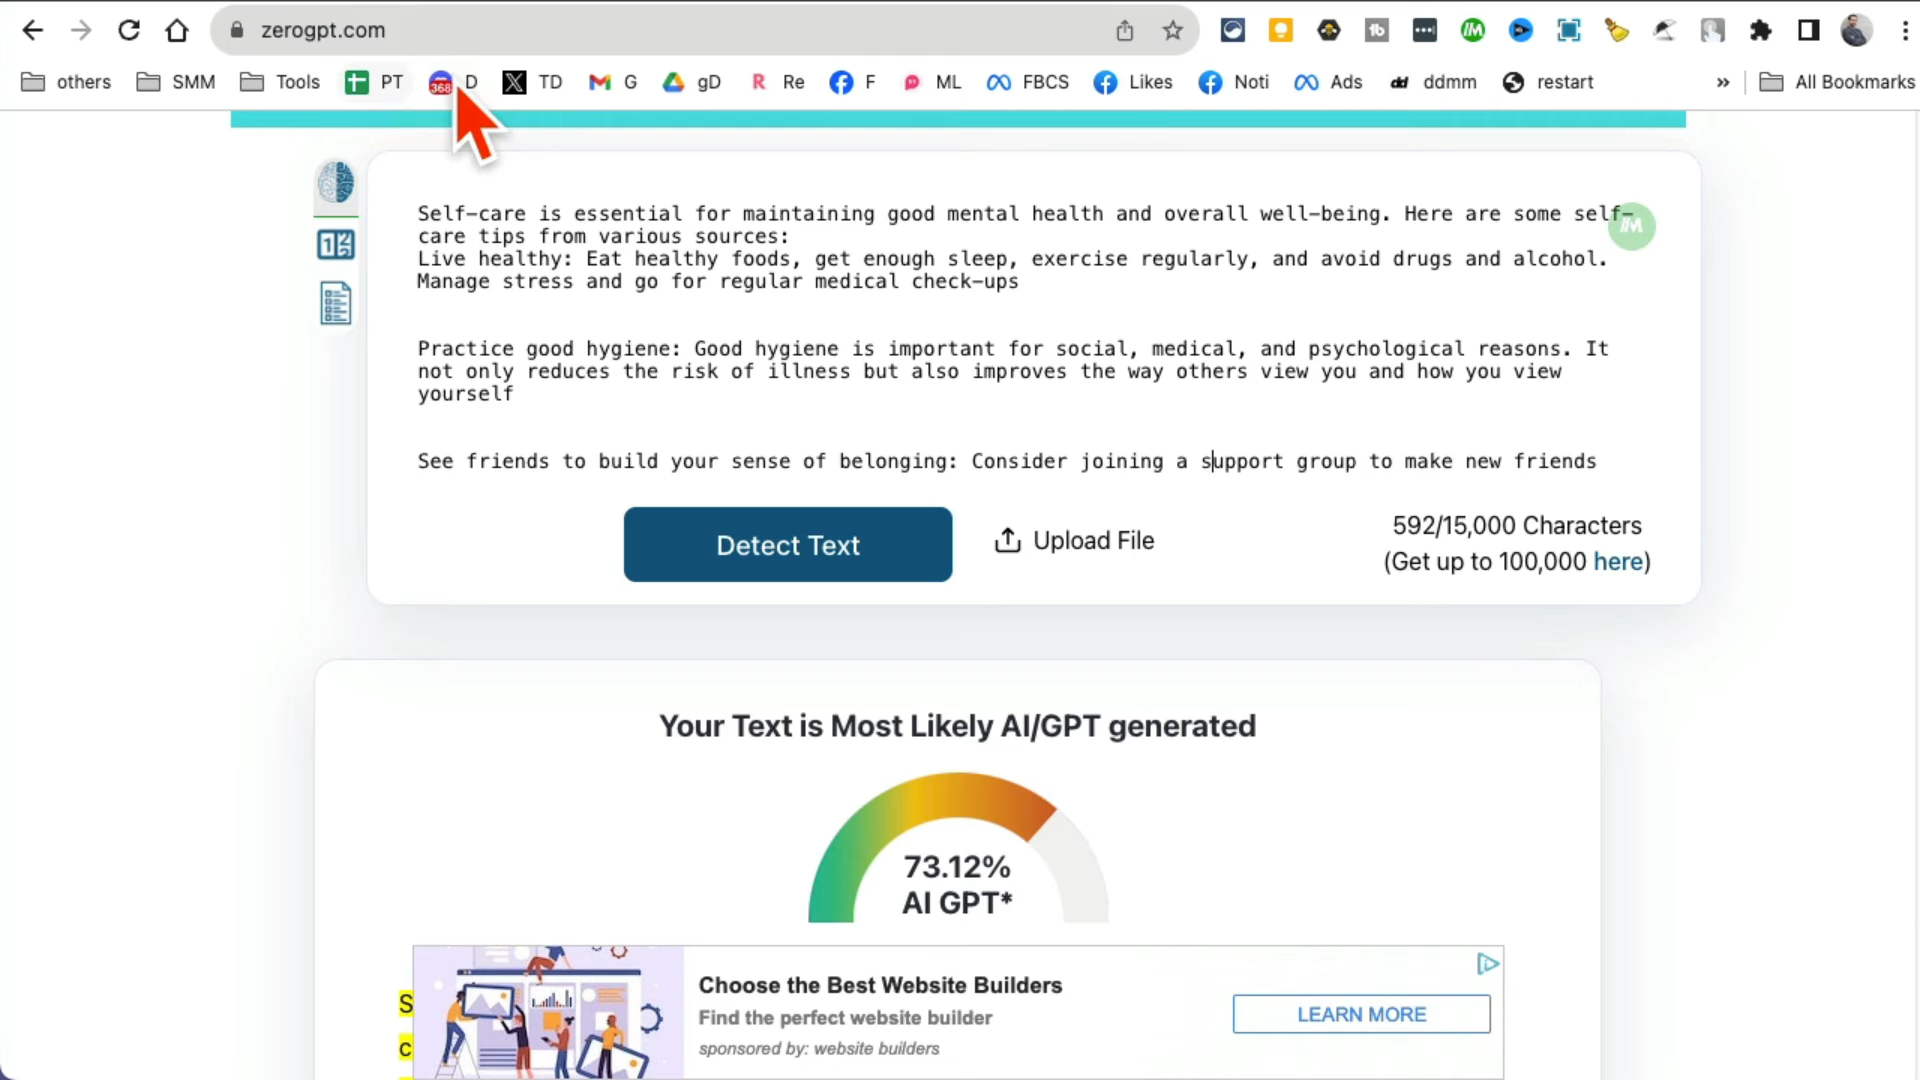 zerogpt.com
others SMM Tools PT 368 D TD G gD Re F ML FBCS Likes Noti Ads dd ddmm restart » All Bookmarks
Self-care is essential for maintaining good mental health and overall well-being. Here are some self-
care tips from various sources:
Live healthy: Eat healthy foods, get enough sleep, exercise regularly, and avoid drugs and alcohol.
Manage stress and go for regular medical check-ups
Practice good hygiene: Good hygiene is important for social, medical, and psychological reasons. It
not only reduces the risk of illness but also improves the way others view you and how you view
yourself
See friends to build your sense of belonging: Consider joining a support group to make new friends
Detect Text
Upload File
592/15,000 Characters
(Get up to 100,000 here)
Your Text is Most Likely AI/GPT generated
73.12%
AI GPT*
S
c
Choose the Best Website Builders
Find the perfect website builder
sponsored by: website builders
LEARN MORE